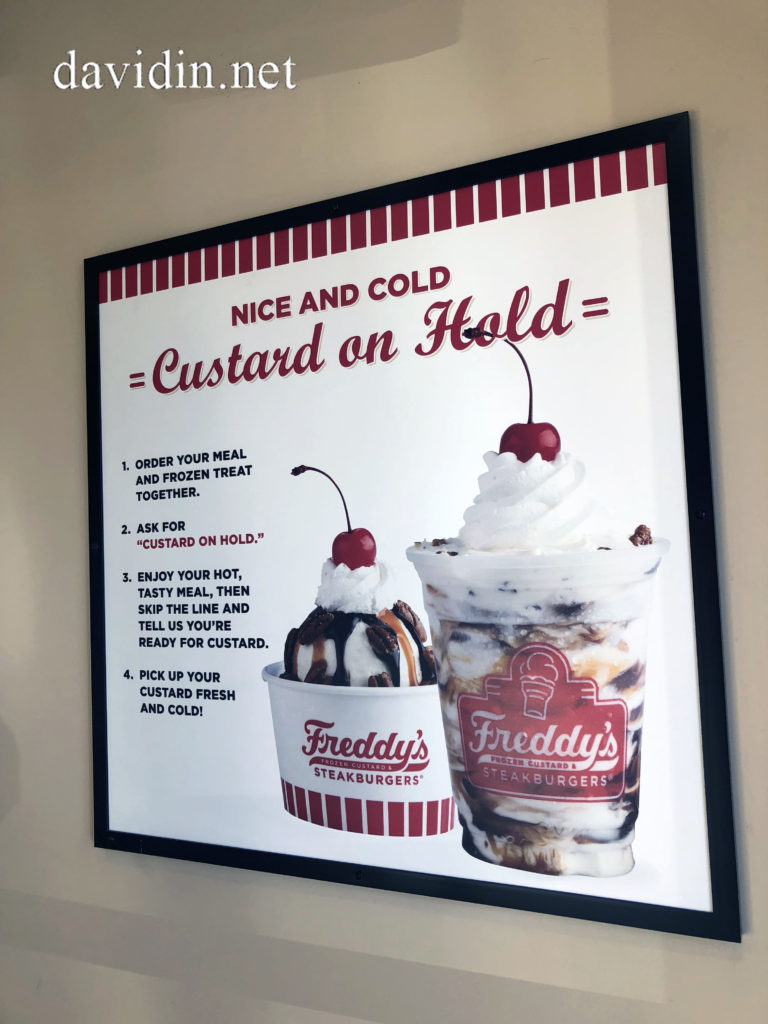 davidin.net
NICE AND COLD
=Custard on Hold=
1. ORDER YOUR MEAL
AND FROZEN TREAT
TOGETHER.
2. ASK FOR
"CUSTARD ON HOLD."
3. ENJOY YOUR HOT,
TASTY MEAL, THEN
SKIP THE LINE AND
TELL US YOU'RE
READY FOR CUSTARD.
4. PICK UP YOUR
CUSTARD FRESH
AND COLD!
Freddy's
FROZEN CUSTARD &
STEAKBURGERS®
Freddy's
FROZEN CUSTARD &
STEAKBURGERS®